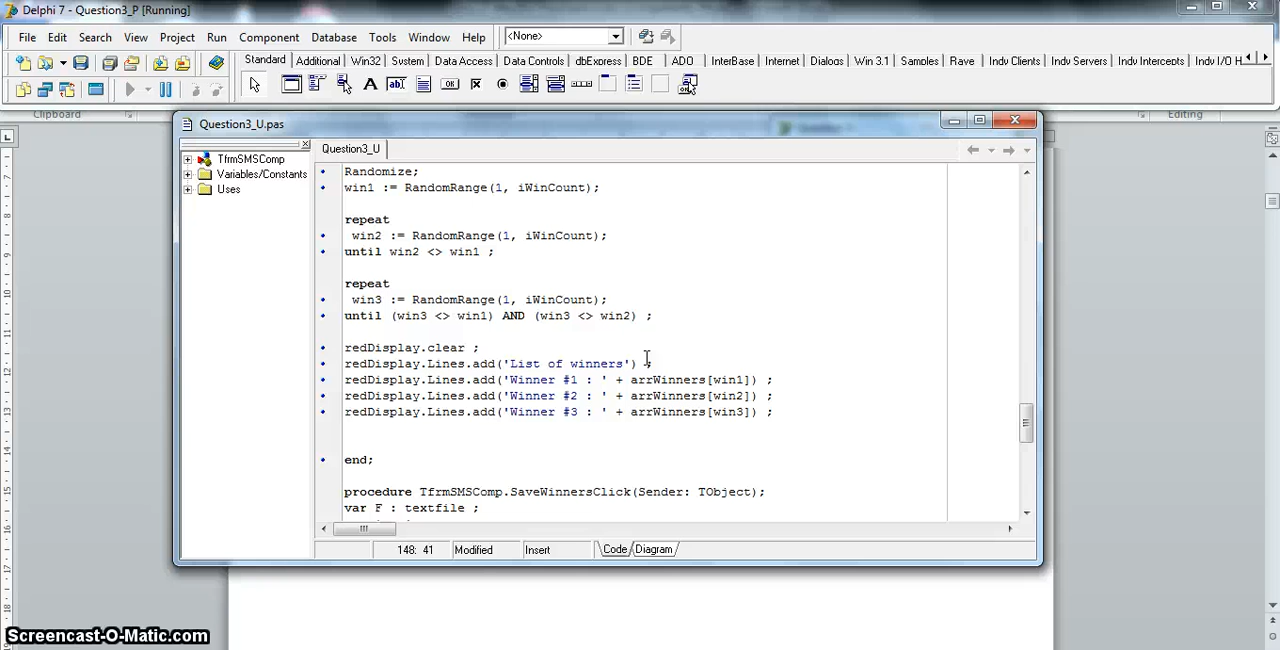 Delphi 7 - Question3_P [Running]
File Edit Search View Project Run Component Database Tools Window Help <None>
Standard Additional Win32 System Data Access Data Controls dbExpress BDE ADO InterBase Internet Dialogs Win 3.1 Samples Rave Indy Clients Indy Servers Indy Intercepts Indy I/O H
Clipboard Editing
Question3_U.pas
Question3_U
TfrmSMSComp
Variables/Constants
Uses
Randomize;
win1 := RandomRange(1, iWinCount);
repeat
win2 := RandomRange(1, iWinCount);
until win2 <> win1 ;
repeat
win3 := RandomRange(1, iWinCount);
until (win3 <> win1) AND (win3 <> win2) ;
redDisplay.clear ;
redDisplay.Lines.add('List of winners') ;
redDisplay.Lines.add('Winner #1 : ' + arrWinners[win1]) ;
redDisplay.Lines.add('Winner #2 : ' + arrWinners[win2]) ;
redDisplay.Lines.add('Winner #3 : ' + arrWinners[win3]) ;
end;
procedure TfrmSMSComp.SaveWinnersClick(Sender: TObject);
var F : textfile ;
148: 41 Modified Insert Code Diagram
Screencast-O-Matic.com